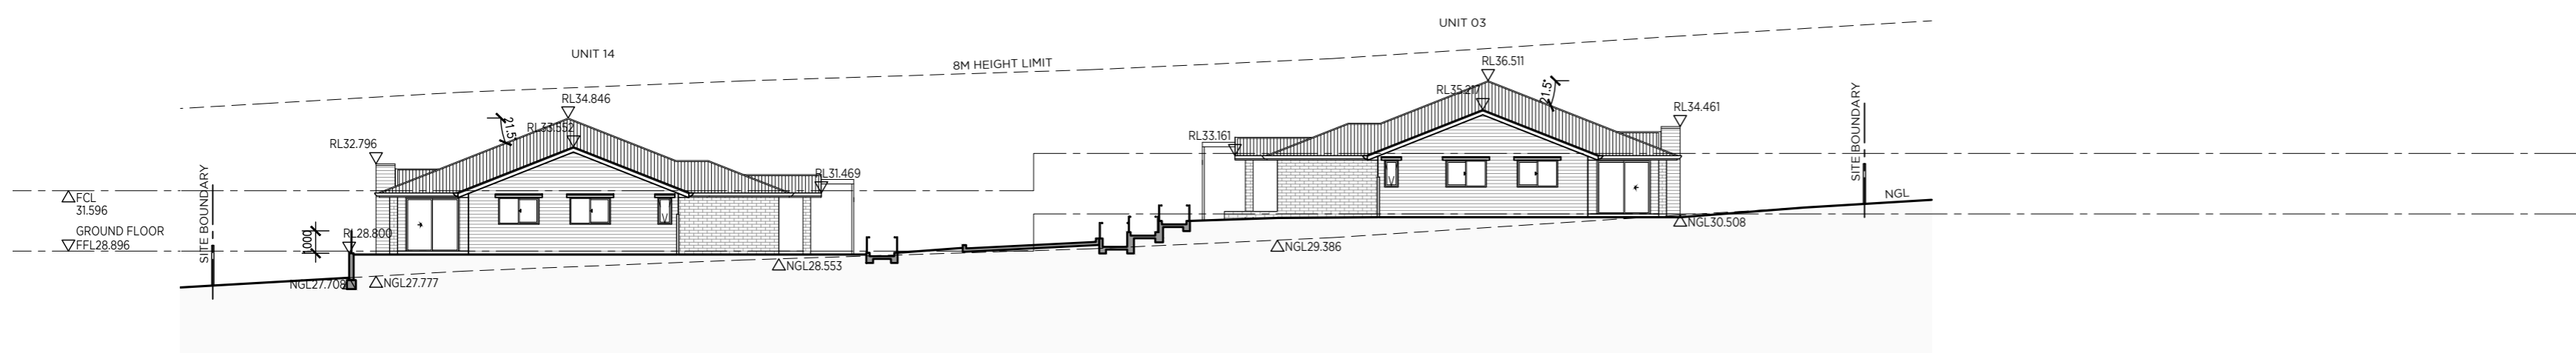 UNIT 03
UNIT 14
8M HEIGHT LIMIT
RL36.511
21.5°
RL35.217
RL34.461
RL34.846
21.5°
RL33.552
RL32.796
RL33.161
RL31.469
SITE BOUNDARY
SITE BOUNDARY
NGL
FCL
31.596
GROUND FLOOR
FFL28.896
1,000
RL28.800
NGL30.508
NGL29.386
NGL28.553
NGL27.708
NGL27.777